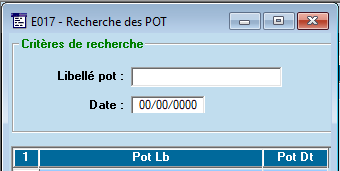 E017 - Recherche des POT
Critères de recherche
Libellé pot :
Date : 00/00/0000
1 Pot Lb Pot Dt